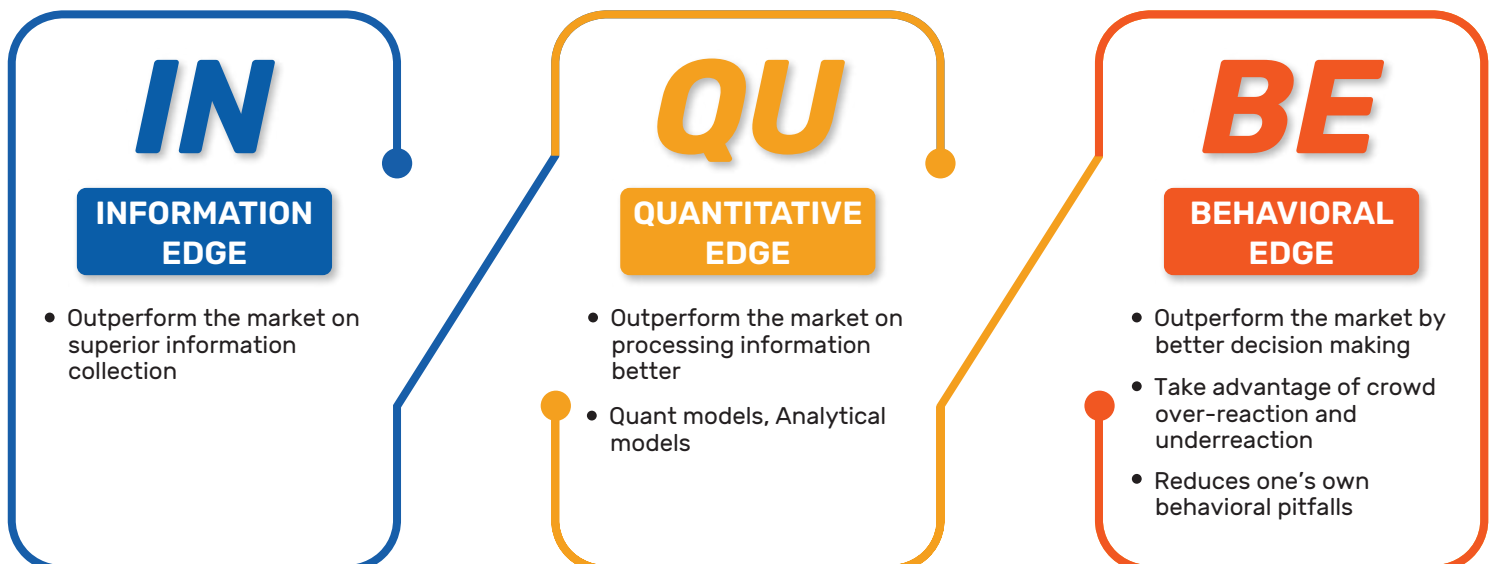 IN
INFORMATION
EDGE
• Outperform the market on
superior information
collection
QU
QUANTITATIVE
EDGE
• Outperform the market on
processing information
better
• Quant models, Analytical
models
BE
BEHAVIORAL
EDGE
• Outperform the market by
better decision making
• Take advantage of crowd
over-reaction and
underreaction
• Reduces one’s own
behavioral pitfalls